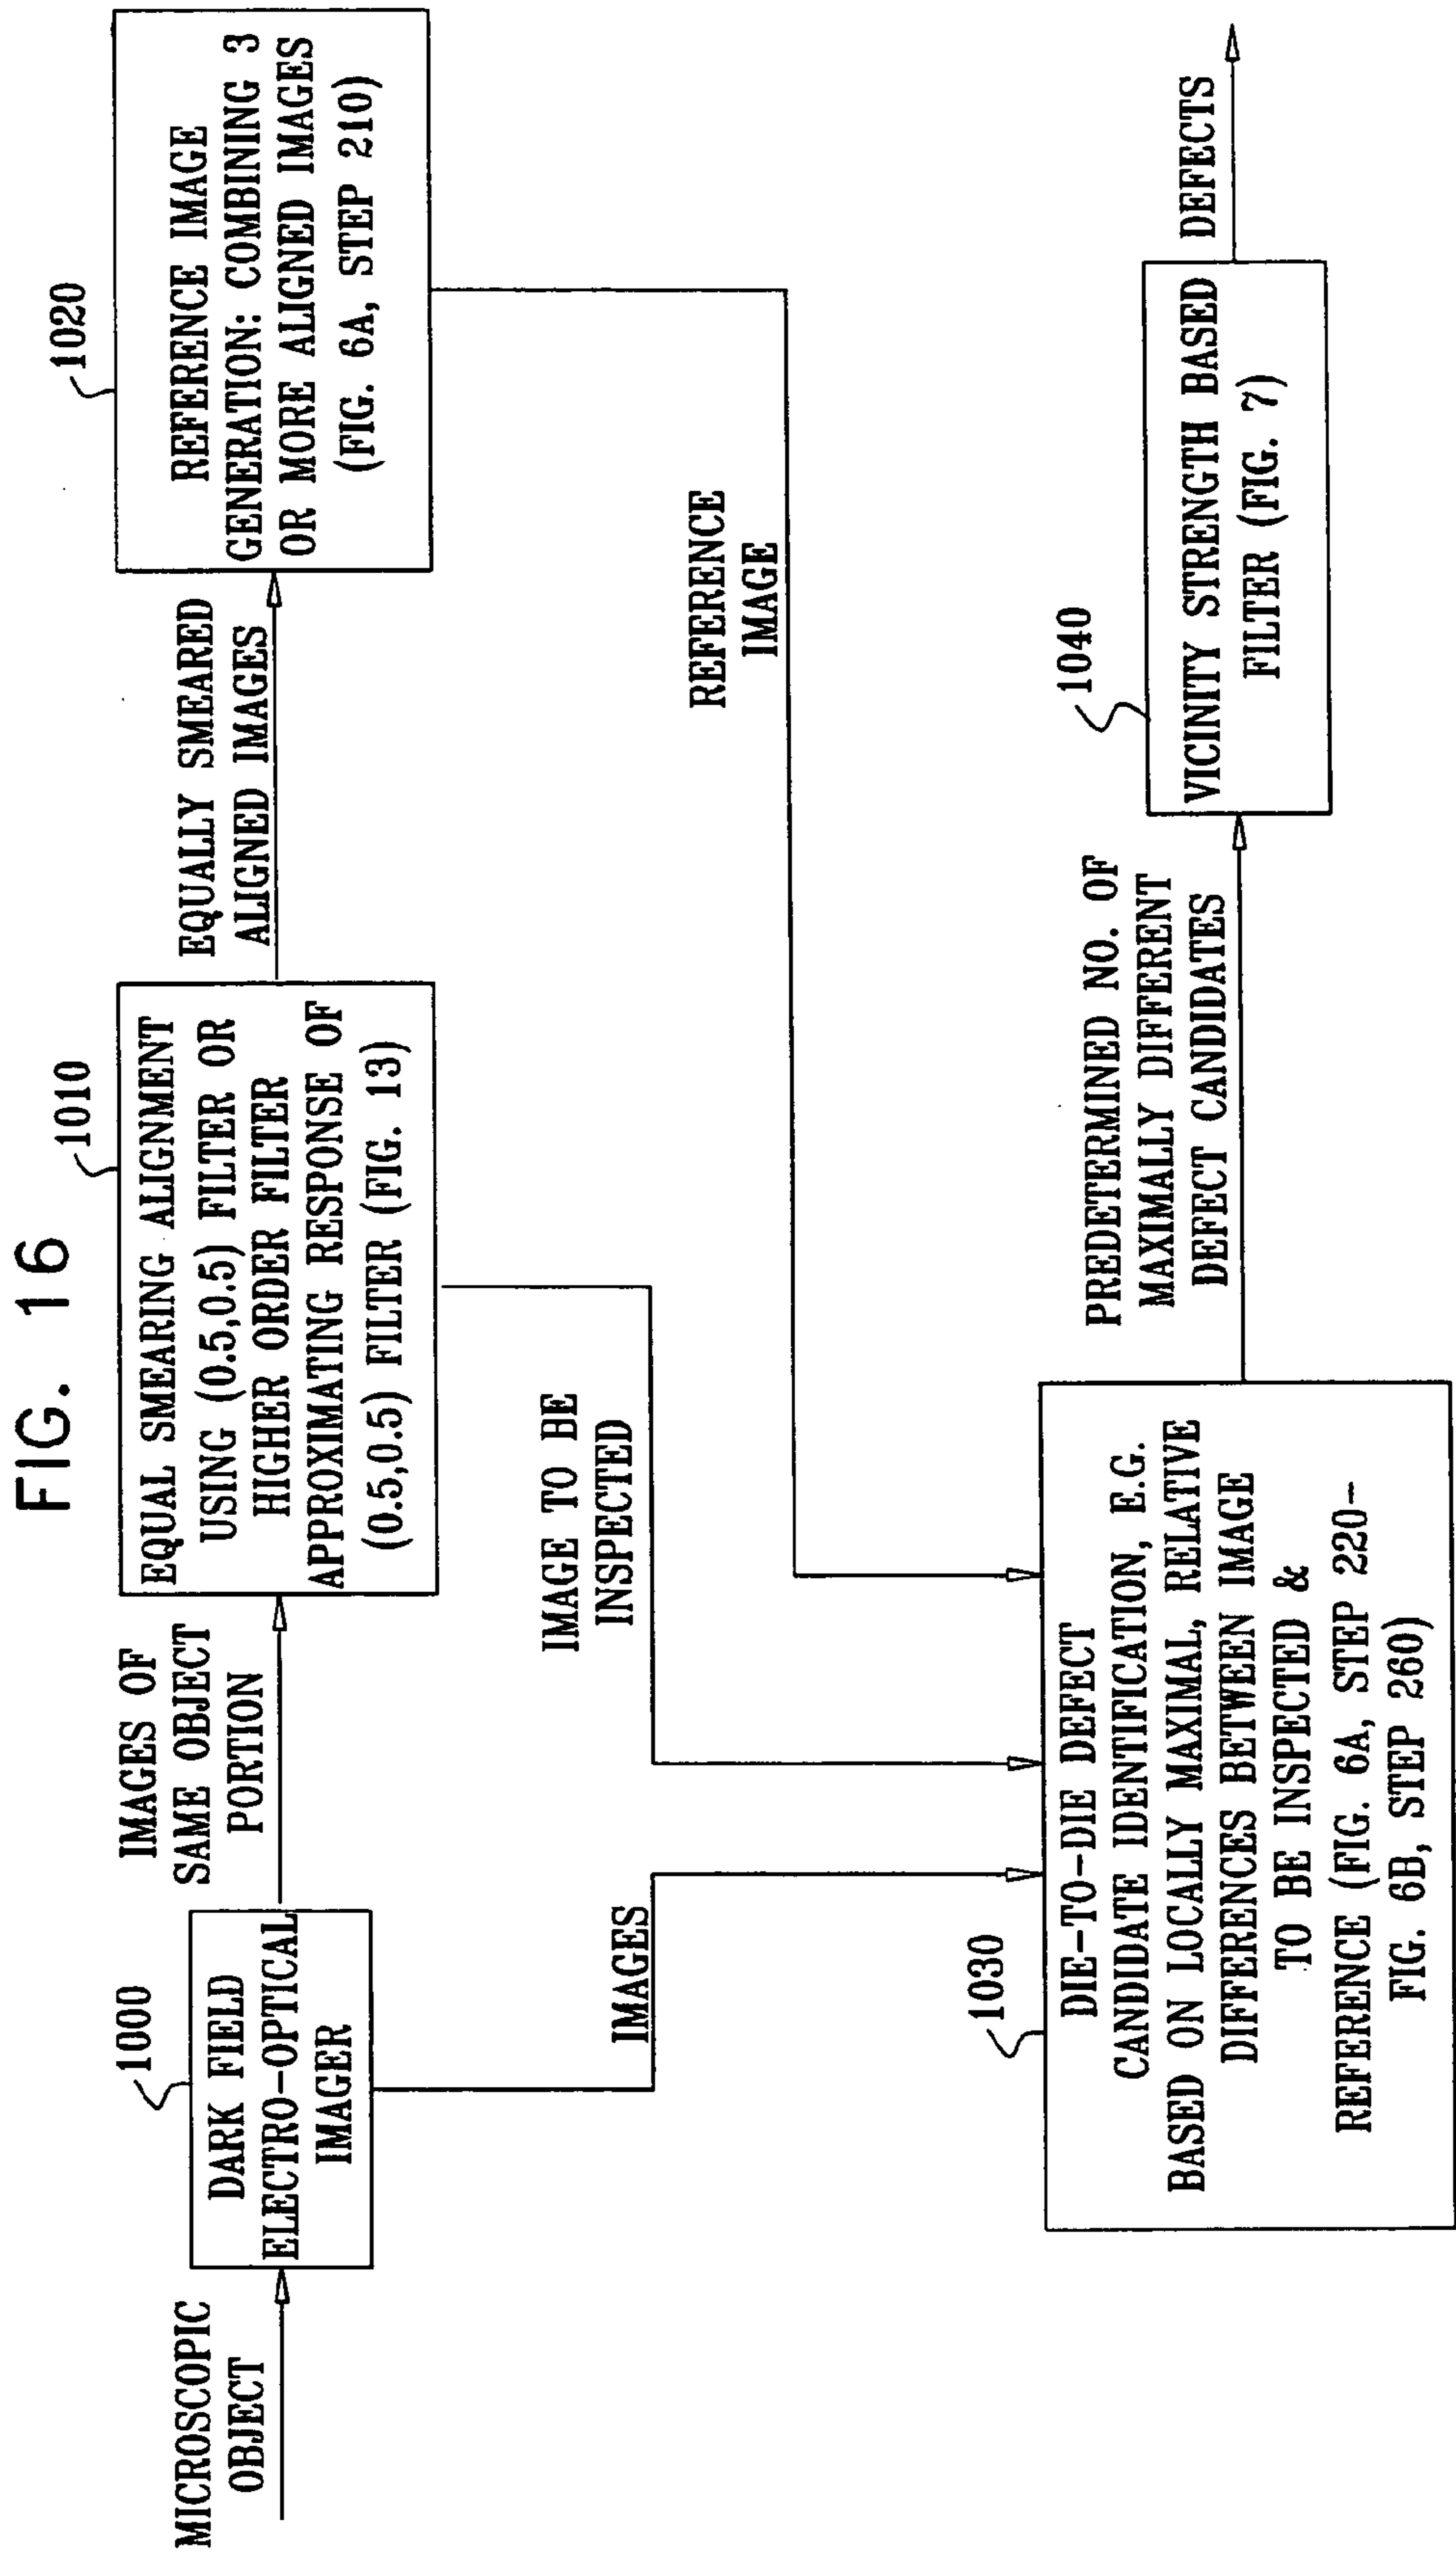 FIG. 16
MICROSCOPIC
OBJECT
1000
DARK FIELD
ELECTRO-OPTICAL
IMAGER
IMAGES OF
SAME OBJECT
PORTION
1010
EQUAL SMEARING ALIGNMENT
USING (0.5,0.5) FILTER OR
HIGHER ORDER FILTER
APPROXIMATING RESPONSE OF
(0.5,0.5) FILTER (FIG. 13)
EQUALLY SMEARED
ALIGNED IMAGES
1020
REFERENCE IMAGE
GENERATION: COMBINING 3
OR MORE ALIGNED IMAGES
(FIG. 6A, STEP 210)
IMAGES
IMAGE TO BE
INSPECTED
REFERENCE
IMAGE
1030
DIE-TO-DIE DEFECT
CANDIDATE IDENTIFICATION, E.G.
BASED ON LOCALLY MAXIMAL, RELATIVE
DIFFERENCES BETWEEN IMAGE
TO BE INSPECTED &
REFERENCE (FIG. 6A, STEP 220-
FIG. 6B, STEP 260)
PREDETERMINED NO. OF
MAXIMALLY DIFFERENT
DEFECT CANDIDATES
1040
VICINITY STRENGTH BASED
FILTER (FIG. 7)
DEFECTS